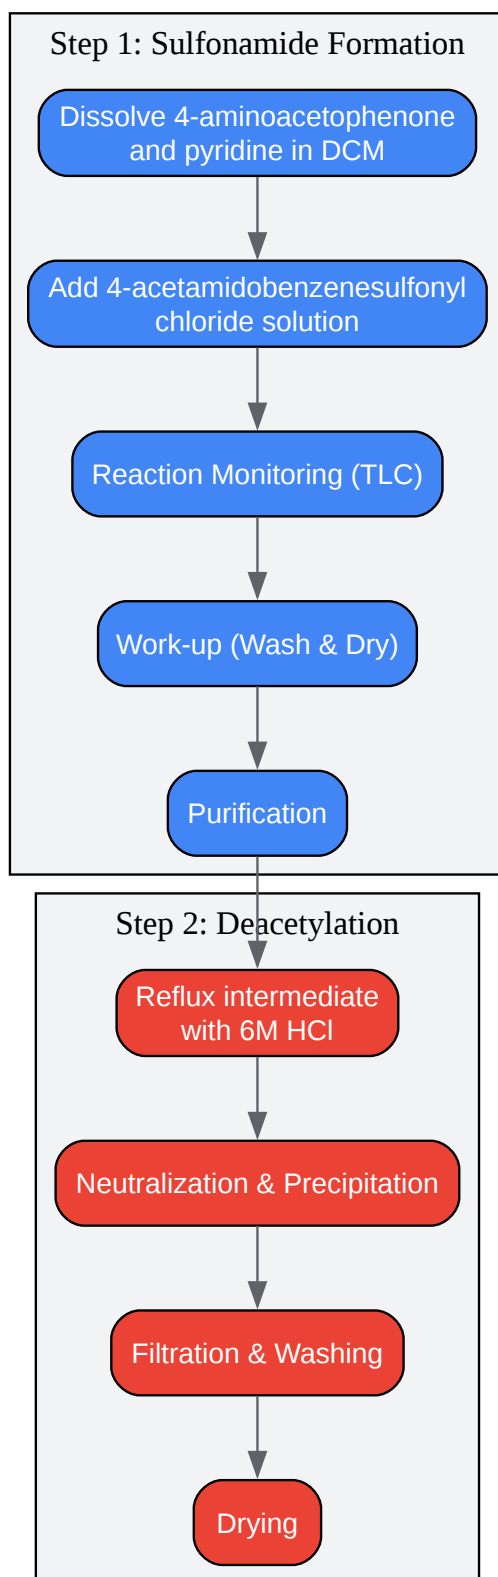 Step 1: Sulfonamide Formation
Dissolve 4-aminoacetophenone
and pyridine in DCM
Add 4-acetamidobenzenesulfonyl
chloride solution
Reaction Monitoring (TLC)
Work-up (Wash & Dry)
Purification
Step 2: Deacetylation
Reflux intermediate
with 6M HCl
Neutralization & Precipitation
Filtration & Washing
Drying